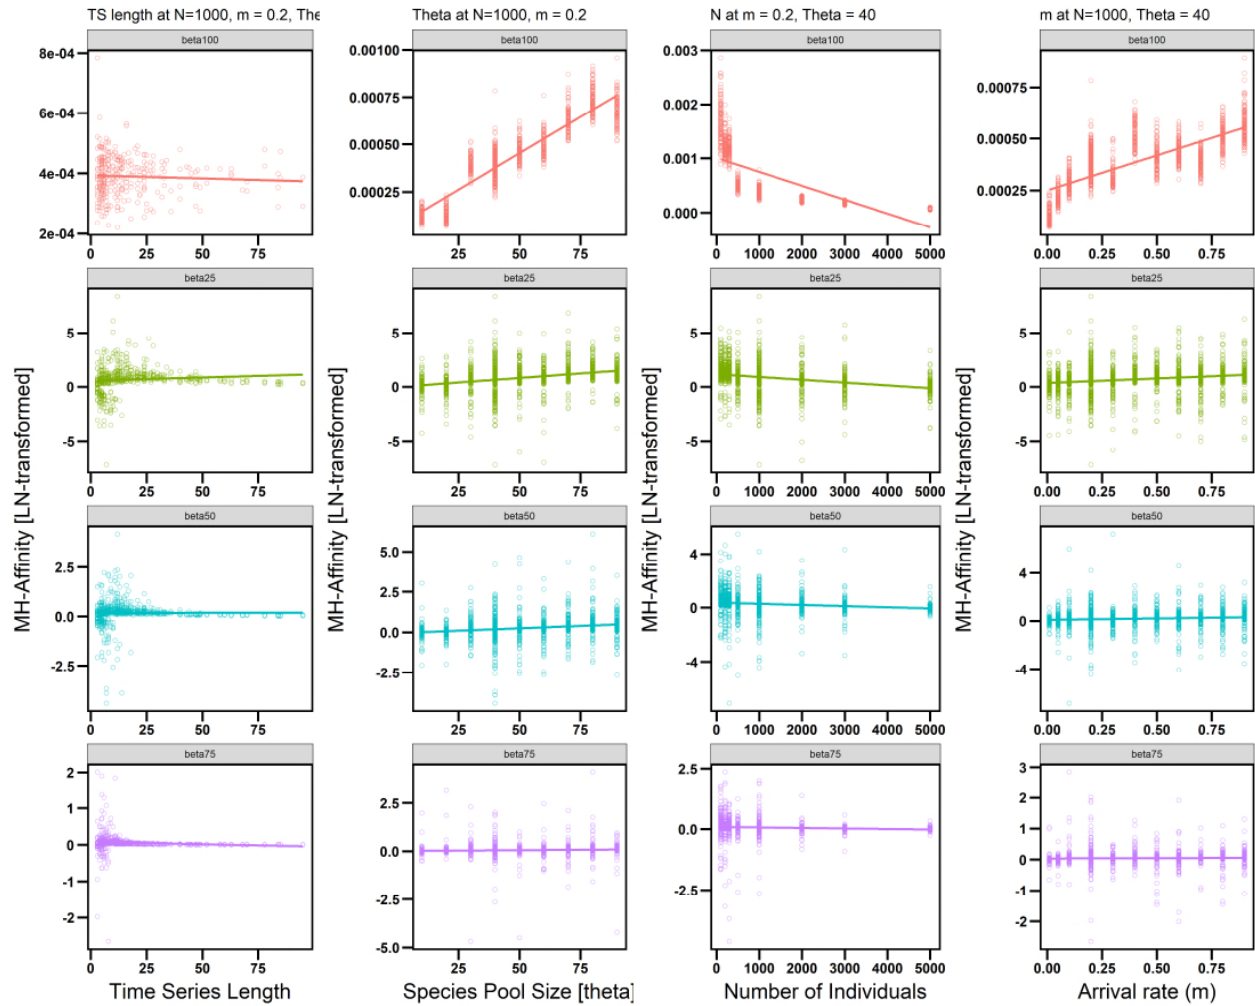 TS length at N=1000, m = 0.2, The
Theta at N=1000, m = 0.2
N at m = 0.2, Theta = 40
m at N=1000, Theta = 40
beta100
beta100
beta100
beta100
8e-04
6e-04
4e-04
2e-04
0 25 50 75
0.00100
0.00075
0.00050
0.00025
25 50 75
0.003
0.002
0.001
0.000
0 1000 2000 3000 4000 5000
0.00075
0.00050
0.00025
0.00 0.25 0.50 0.75
beta25
beta25
beta25
beta25
5
0
-5
0 25 50 75
5
0
-5
25 50 75
5
0
-5
0 1000 2000 3000 4000 5000
5
0
-5
0.00 0.25 0.50 0.75
MH-Affinity [LN-transformed]
MH-Affinity [LN-transformed]
MH-Affinity [LN-transformed]
MH-Affinity [LN-transformed]
beta50
beta50
beta50
beta50
2.5
0.0
-2.5
0 25 50 75
5.0
2.5
0.0
-2.5
25 50 75
4
0
-4
0 1000 2000 3000 4000 5000
4
0
-4
0.00 0.25 0.50 0.75
beta75
beta75
beta75
beta75
2
1
0
-1
-2
0 25 50 75
2.5
0.0
-2.5
-5.0
25 50 75
2.5
0.0
-2.5
0 1000 2000 3000 4000 5000
3
2
1
0
-1
-2
0.00 0.25 0.50 0.75
Time Series Length
Species Pool Size [theta]
Number of Individuals
Arrival rate (m)